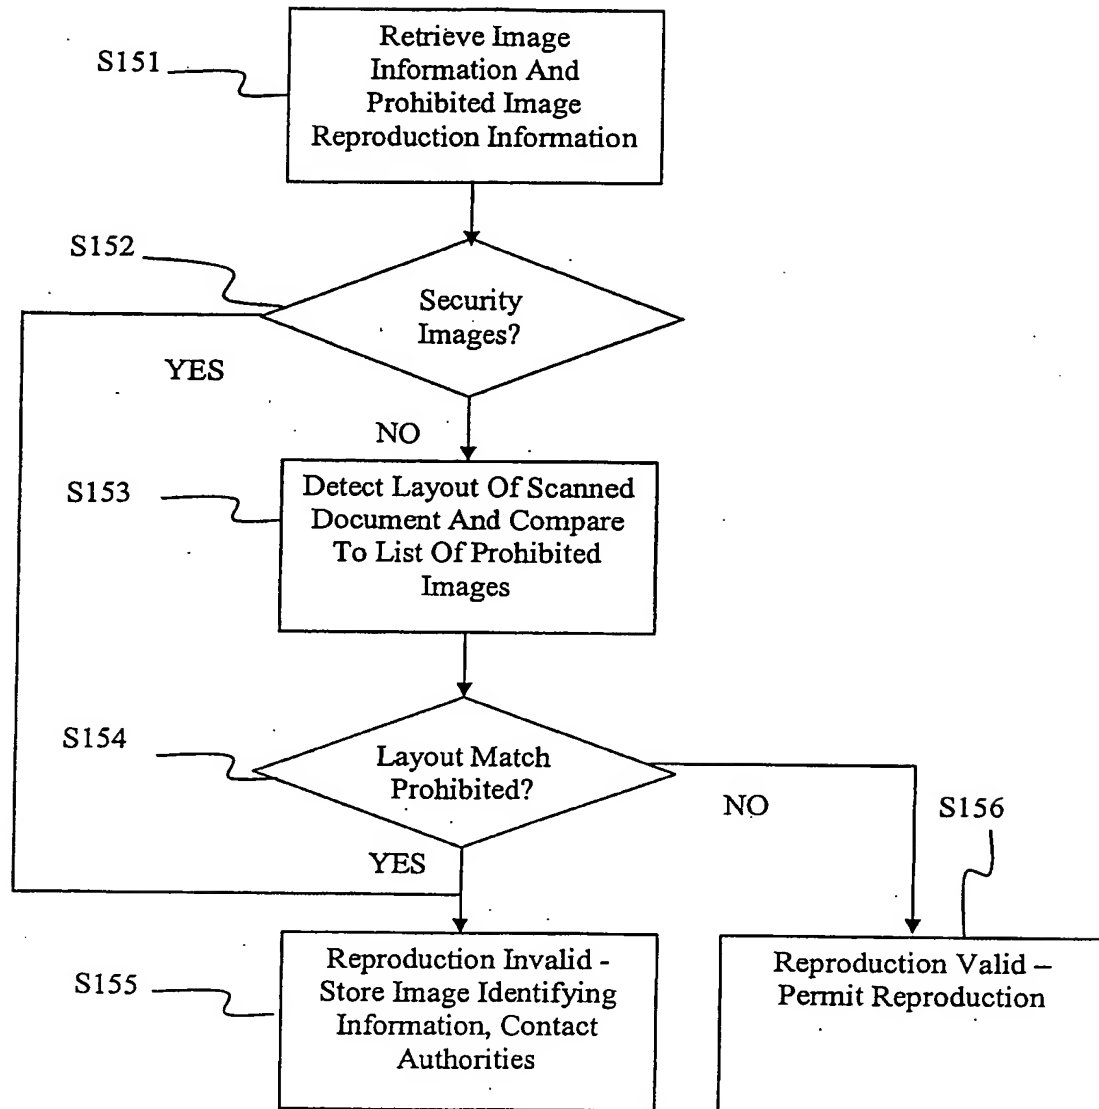 Retrieve Image
Information And
Prohibited Image
Reproduction Information
S151
S152
Security
Images?
YES
NO
S153
Detect Layout Of Scanned
Document And Compare
To List Of Prohibited
Images
S154
Layout Match
Prohibited?
NO
S156
YES
S155
Reproduction Invalid -
Store Image Identifying
Information, Contact
Authorities
Reproduction Valid –
Permit Reproduction